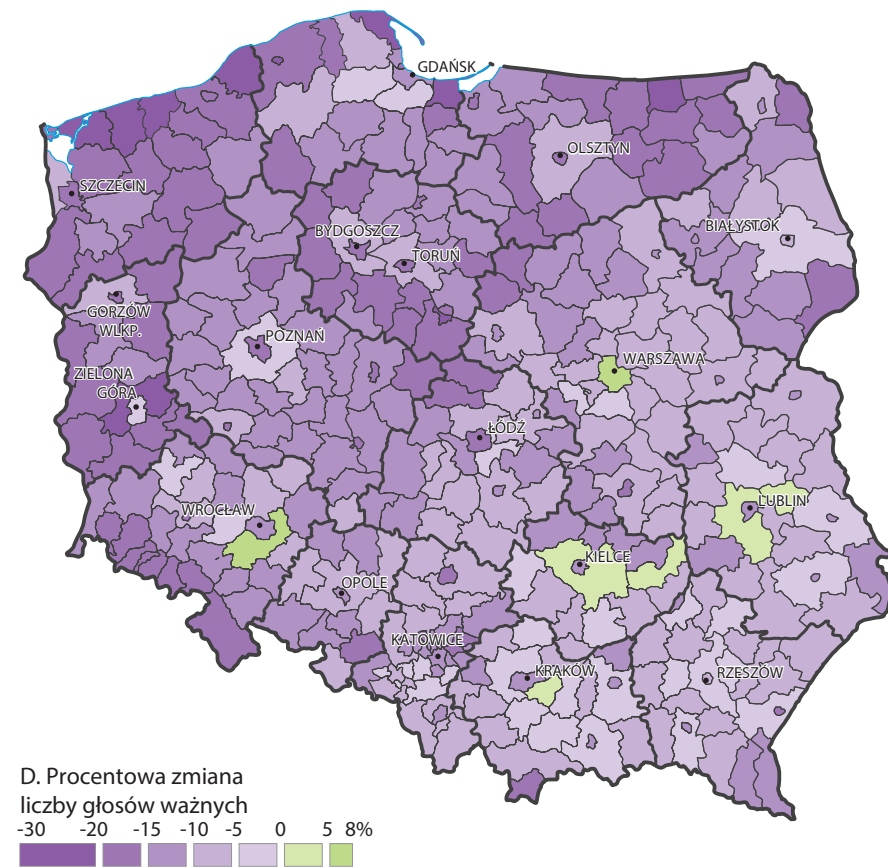 GDAŃSK
OLSZTYN
SZCZECIN
BIAŁYSTOK
BYDGOSZCZ
TORUŃ
GORZÓW
WLKP.
POZNAŃ
WARSZAWA
ZIELONA
GÓRA
ŁÓDŹ
WROCŁAW
LUBLIN
KIELCE
OPOLE
KATOWICE
KRAKÓW
RZESZÓW
D. Procentowa zmiana
liczby głosów ważnych
-30 -20 -15 -10 -5 0 5 8%